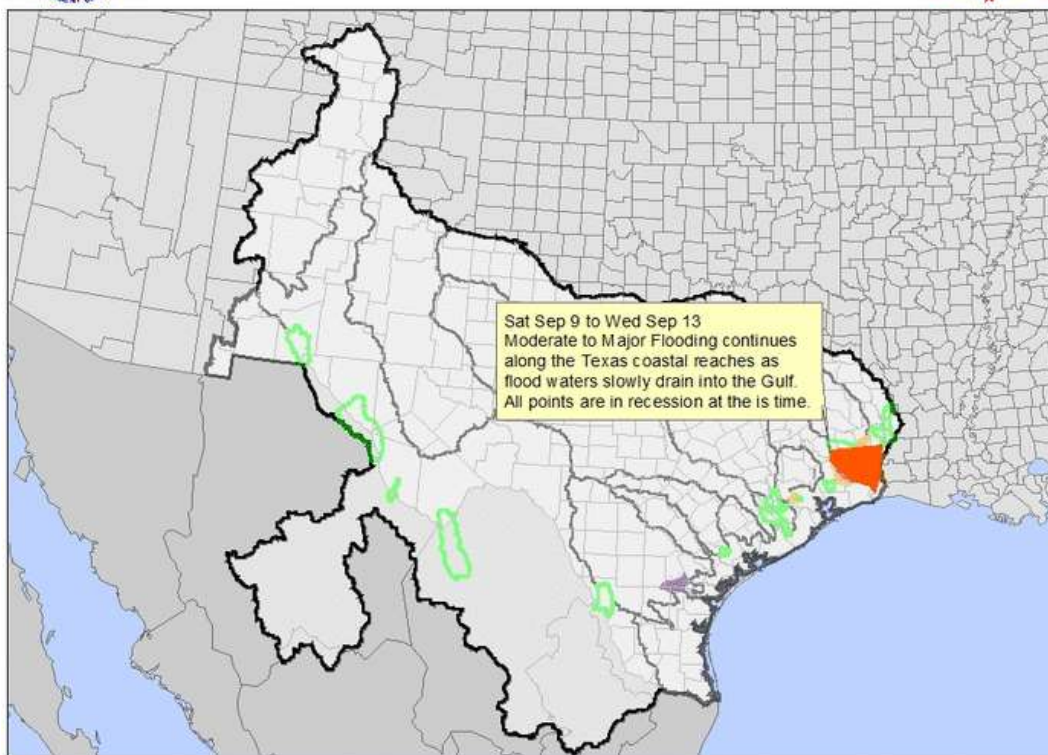 Sat Sep 9 to Wed Sep 13
Moderate to Major Flooding continues
along the Texas coastal reaches as
flood waters slowly drain into the Gulf.
All points are in recession at the is time.